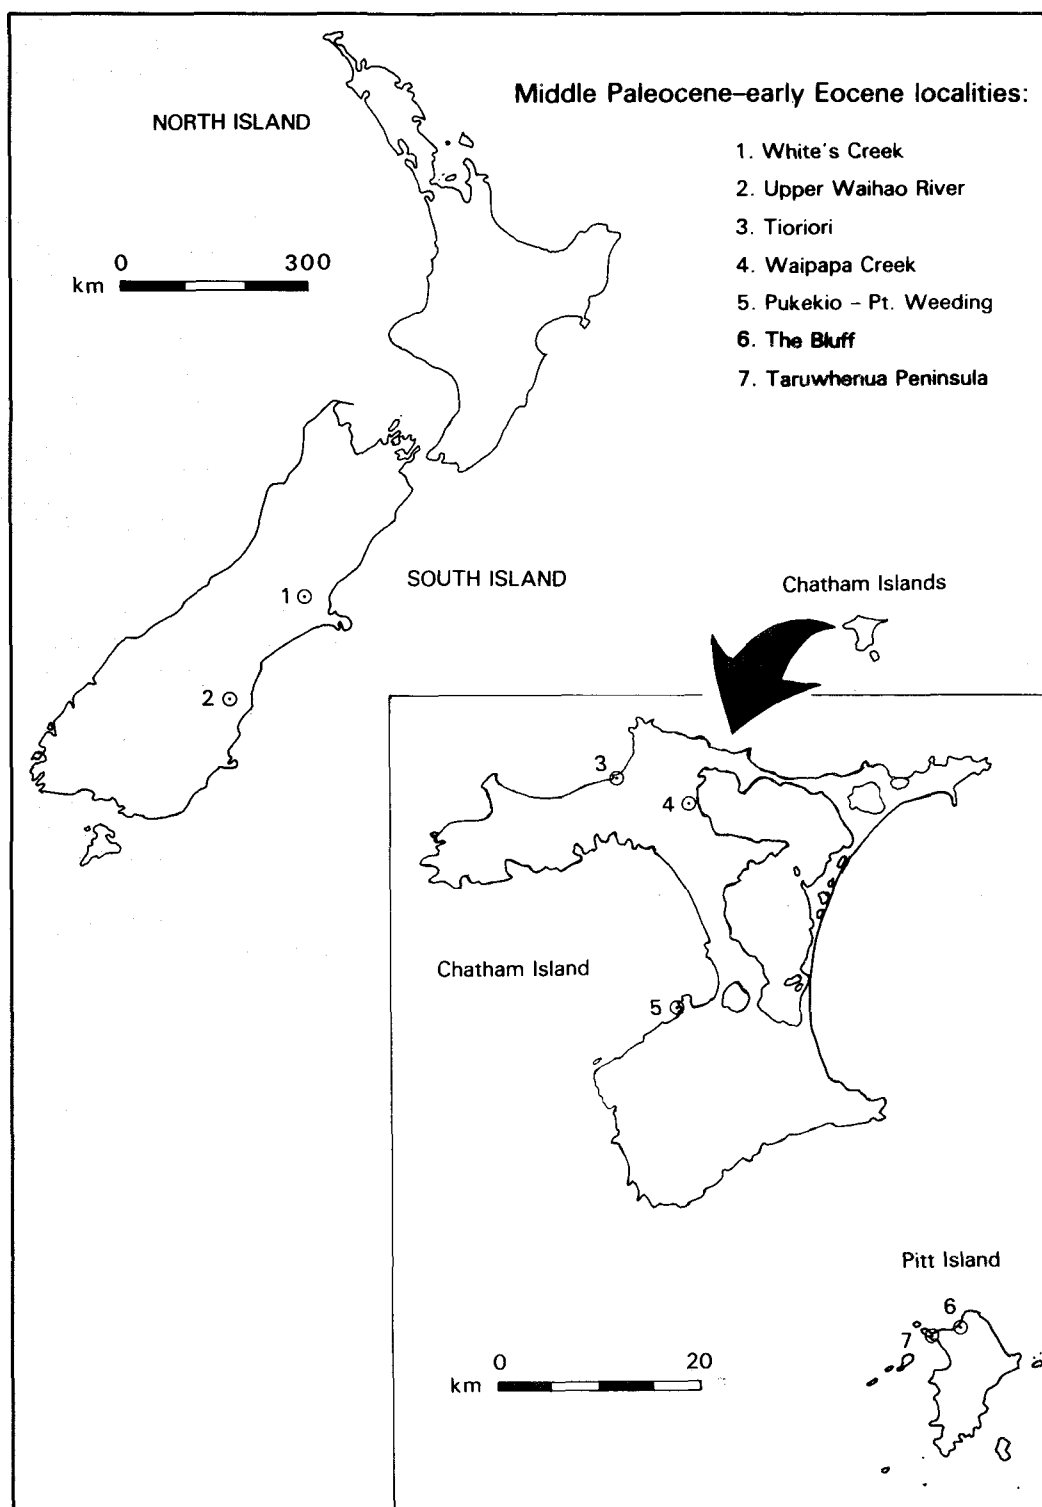 Middle Paleocene–early Eocene localities:
NORTH ISLAND
1. White's Creek
2. Upper Waihao River
3. Tioriori
4. Waipapa Creek
5. Pukekio – Pt. Weeding
6. The Bluff
7. Taruwhenua Peninsula
0 300
km
SOUTH ISLAND
Chatham Islands
1
2
3
4
Chatham Island
5
Pitt Island
6
7
0 20
km